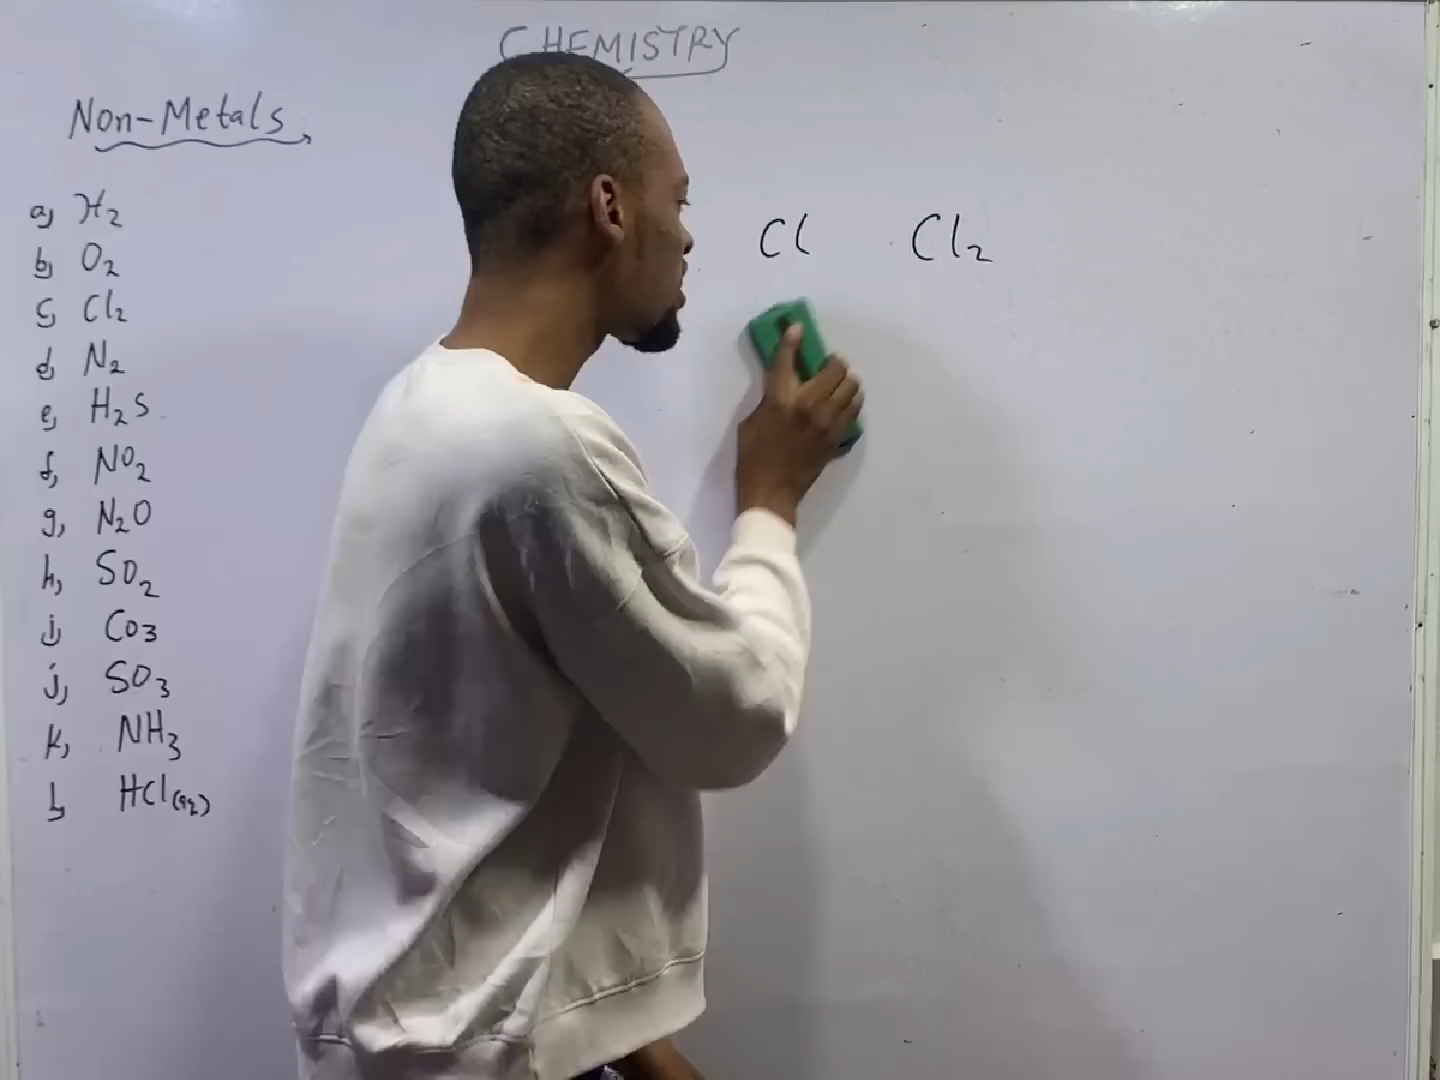 CHEMISTRY
Non-Metals
a, H2
b, O2
c, Cl2
d, N2
e, H2S
f, NO2
g, N2O
h, SO2
i, Co3
j, SO3
k, NH3
l, HCl(aq)
Cl Cl2